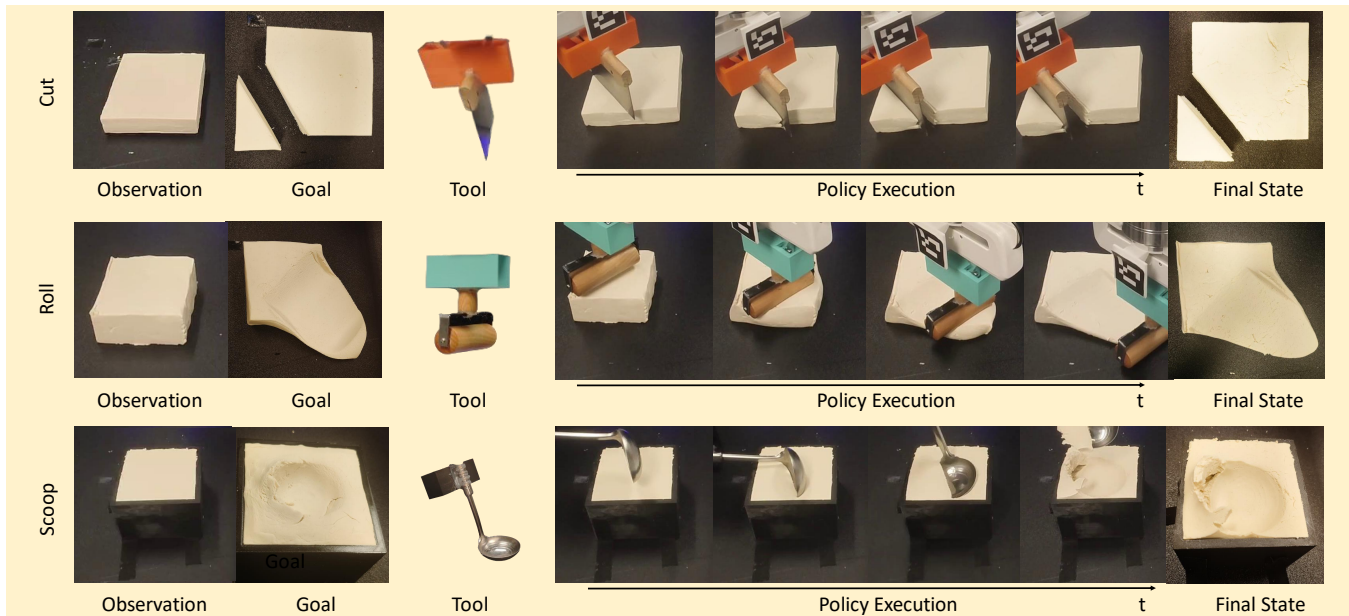 Cut
Observation Goal Tool Policy Execution t Final State
Roll
Observation Goal Tool Policy Execution t Final State
Scoop
Goal
Observation Goal Tool Policy Execution t Final State